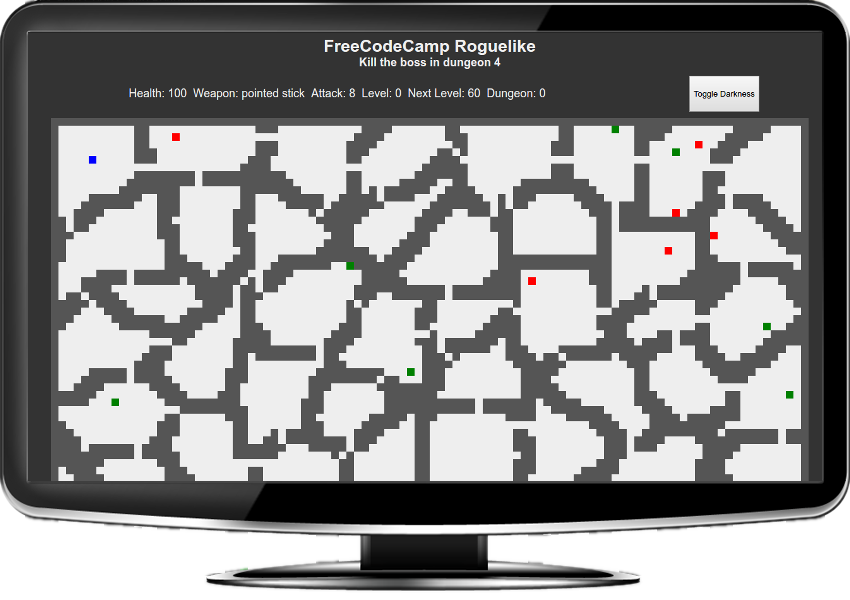 FreeCodeCamp Roguelike
Kill the boss in dungeon 4
Health: 100 Weapon: pointed stick Attack: 8 Level: 0 Next Level: 60 Dungeon: 0
Toggle Darkness